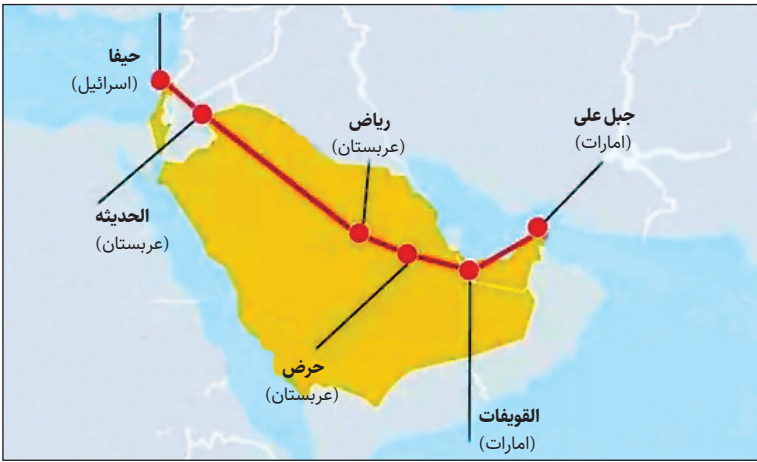 حیفا
(اسرائیل)
ریاض
(عربستان)
جبل علی
(امارات)
الحدیثه
(عربستان)
حرض
(عربستان)
القویفات
(امارات)